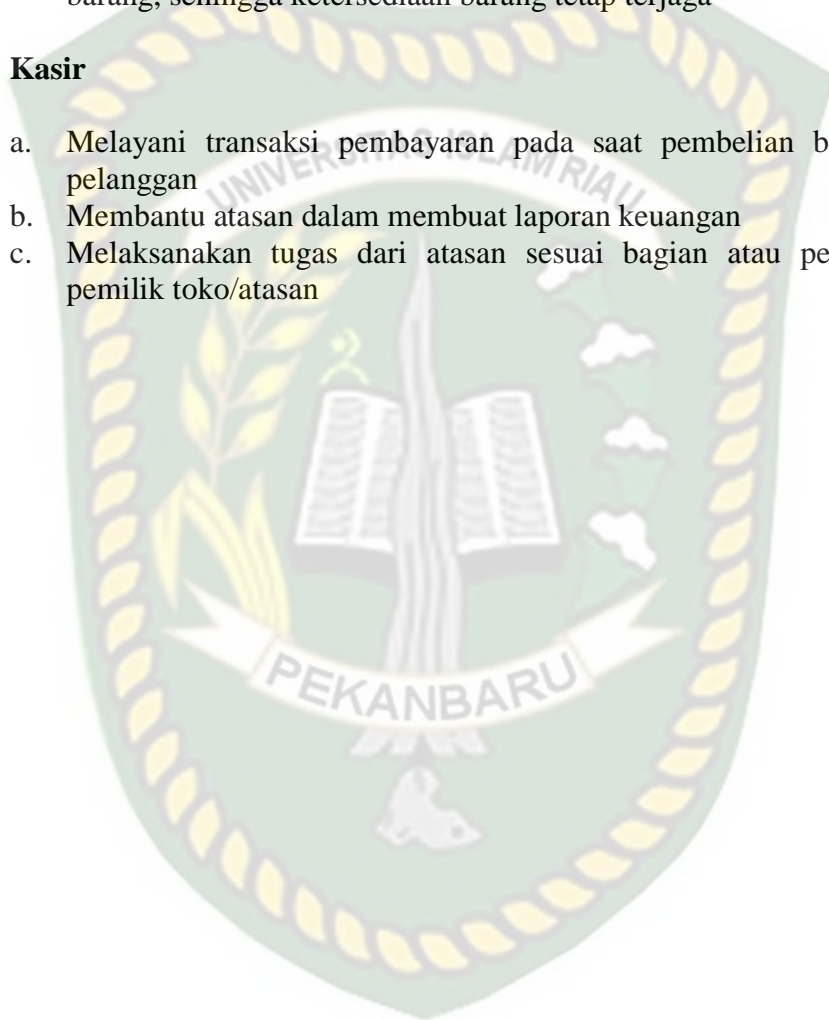 barang, sehingga ketersediaan barang tetap terjaga
Kasir
a. Melayani transaksi pembayaran pada saat pembelian b
pelanggan
b. Membantu atasan dalam membuat laporan keuangan
c. Melaksanakan tugas dari atasan sesuai bagian atau pe
pemilik toko/atasan
UNIVERSITAS ISLAM RIAU
PEKANBARU